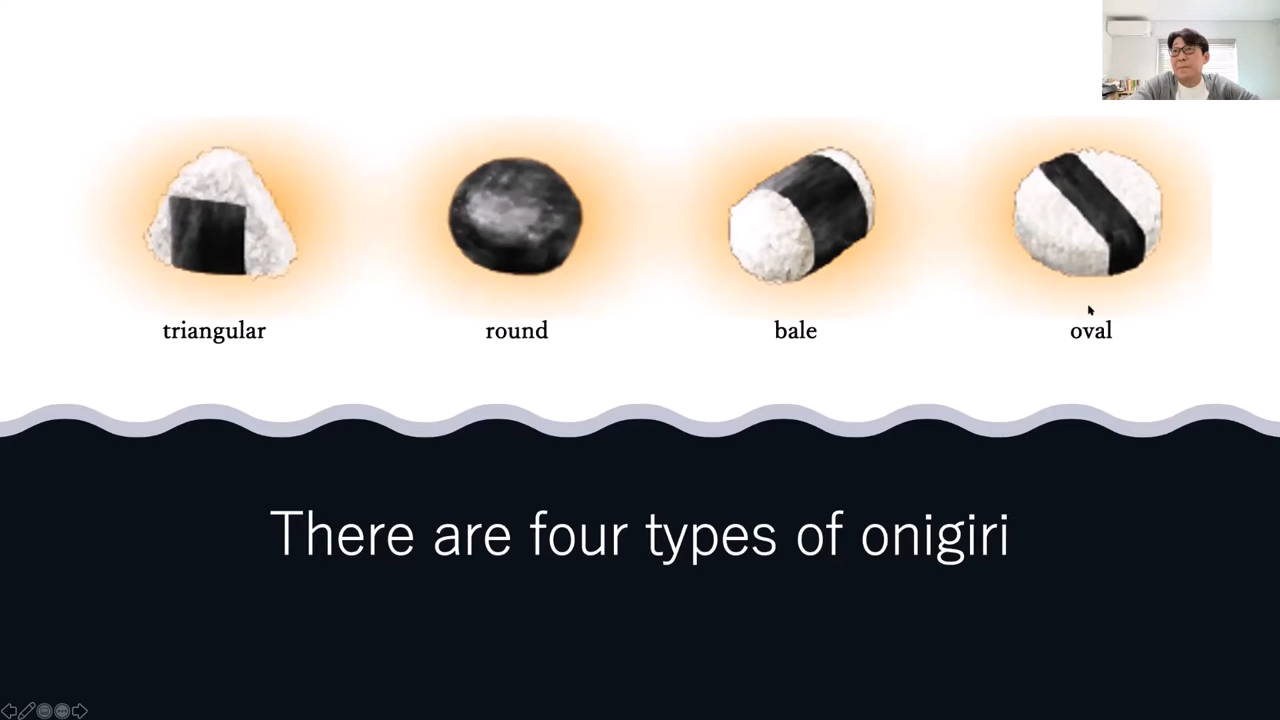 triangular
round
bale
oval
There are four types of onigiri